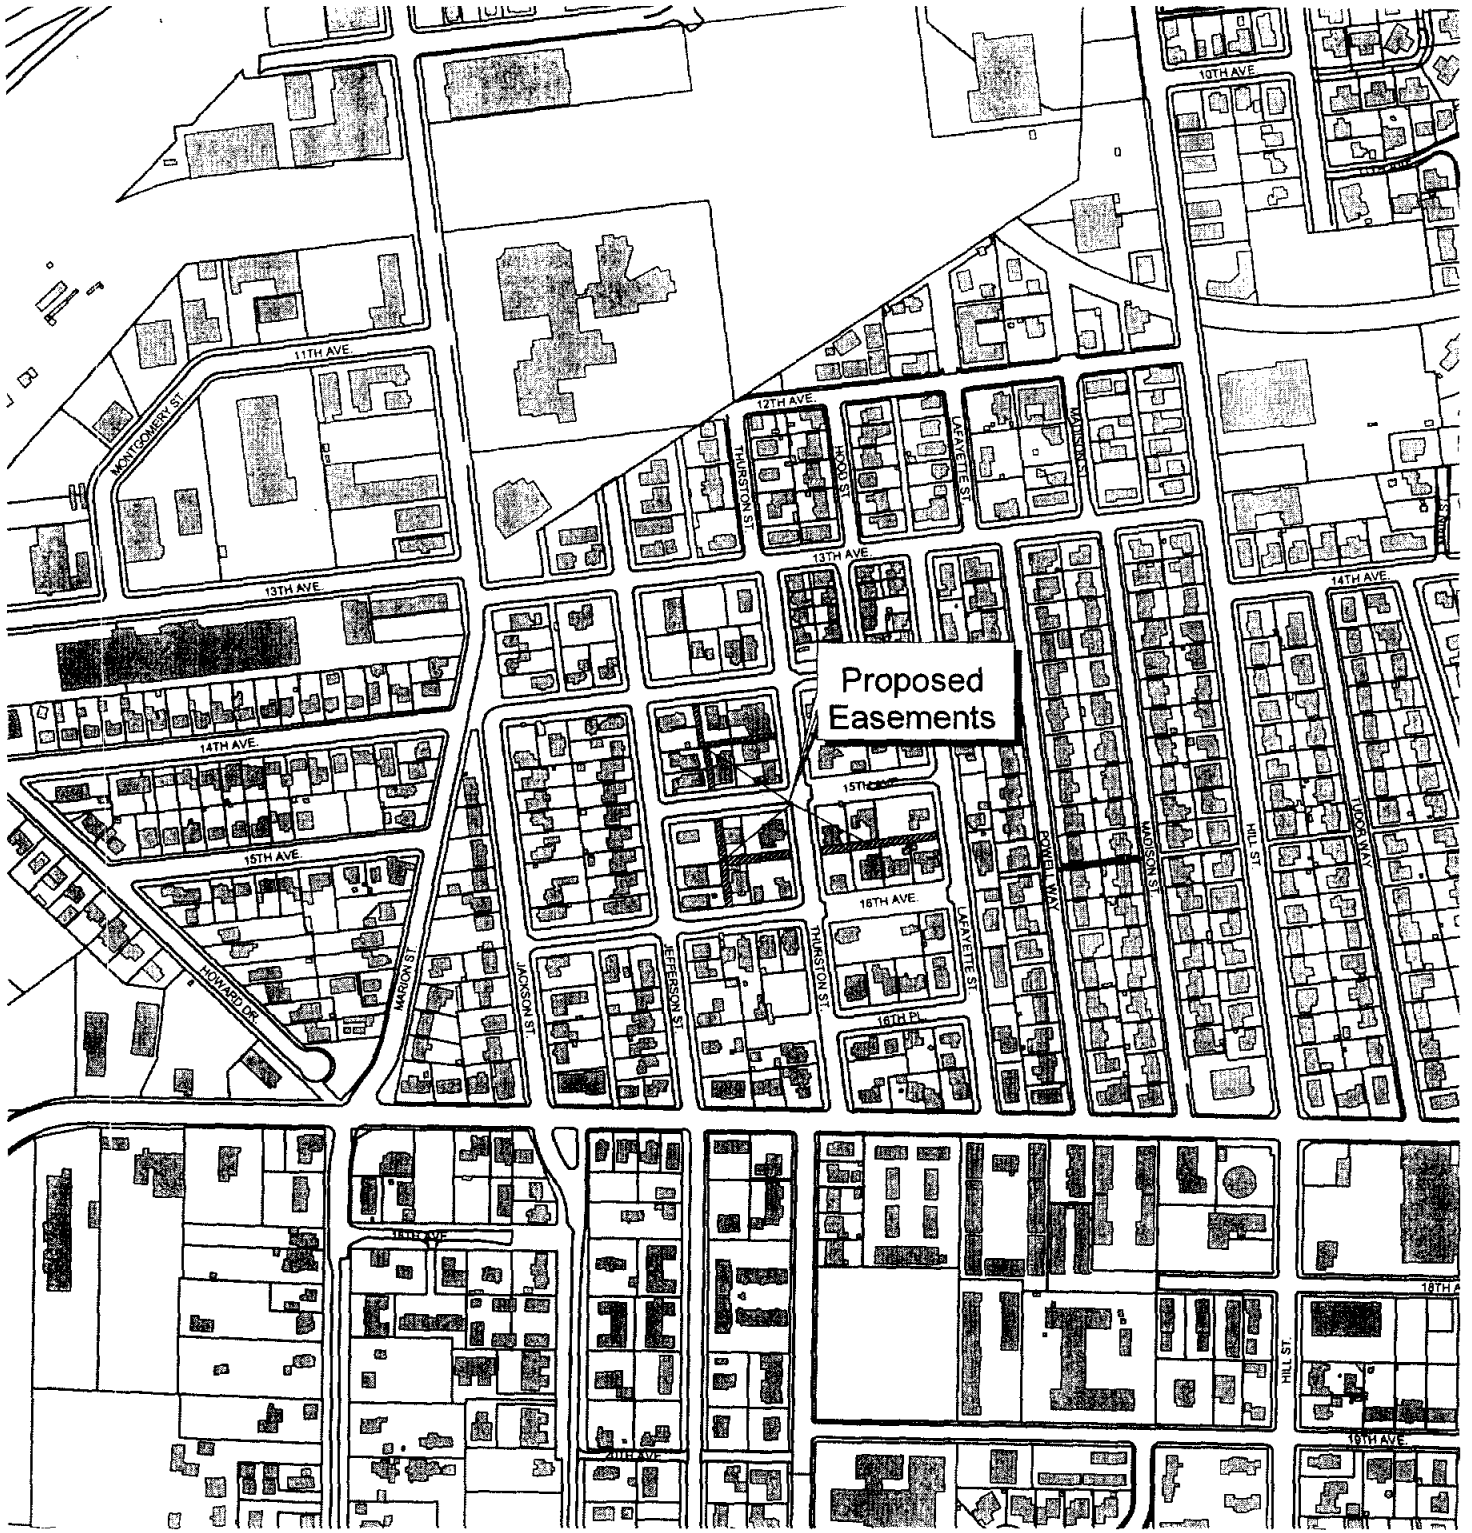 10TH AVE.
11TH AVE.
MONTGOMERY ST.
12TH AVE.
THURSTON ST.
HOOD ST.
LAFAYETTE ST.
MADISON ST.
13TH AVE.
13TH AVE.
14TH AVE.
Proposed
Easements
14TH AVE.
15TH AVE.
15TH AVE.
POWELL WAY
MADISON ST.
HILL ST.
TUDOR WAY
16TH AVE.
HOWARD DR.
MARION ST.
JACKSON ST.
JEFFERSON ST.
THURSTON ST.
LAFAYETTE ST.
16TH PL.
18TH AVE.
18TH A
HILL ST.
19TH AVE.